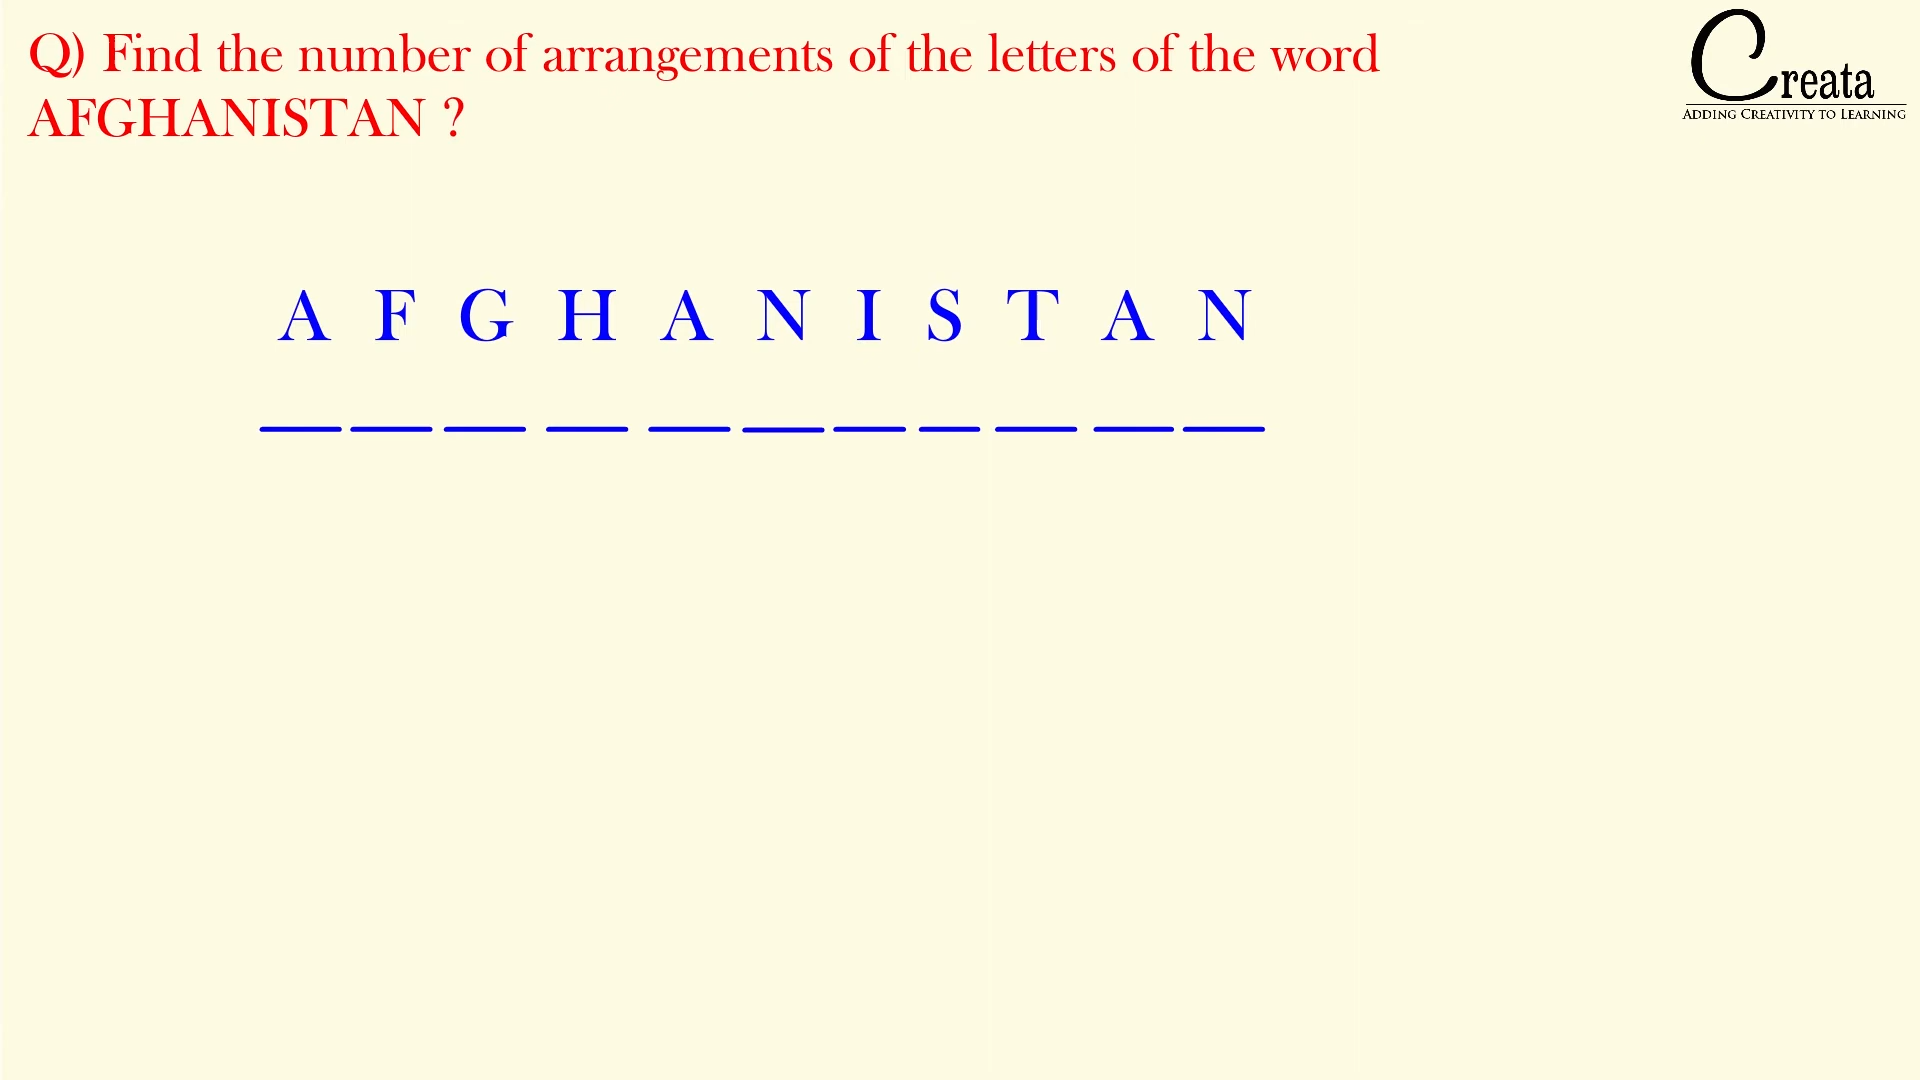 Q) Find the number of arrangements of the letters of the word
AFGHANISTAN ?
Creata
ADDING CREATIVITY TO LEARNING
A F G H A N I S T A N